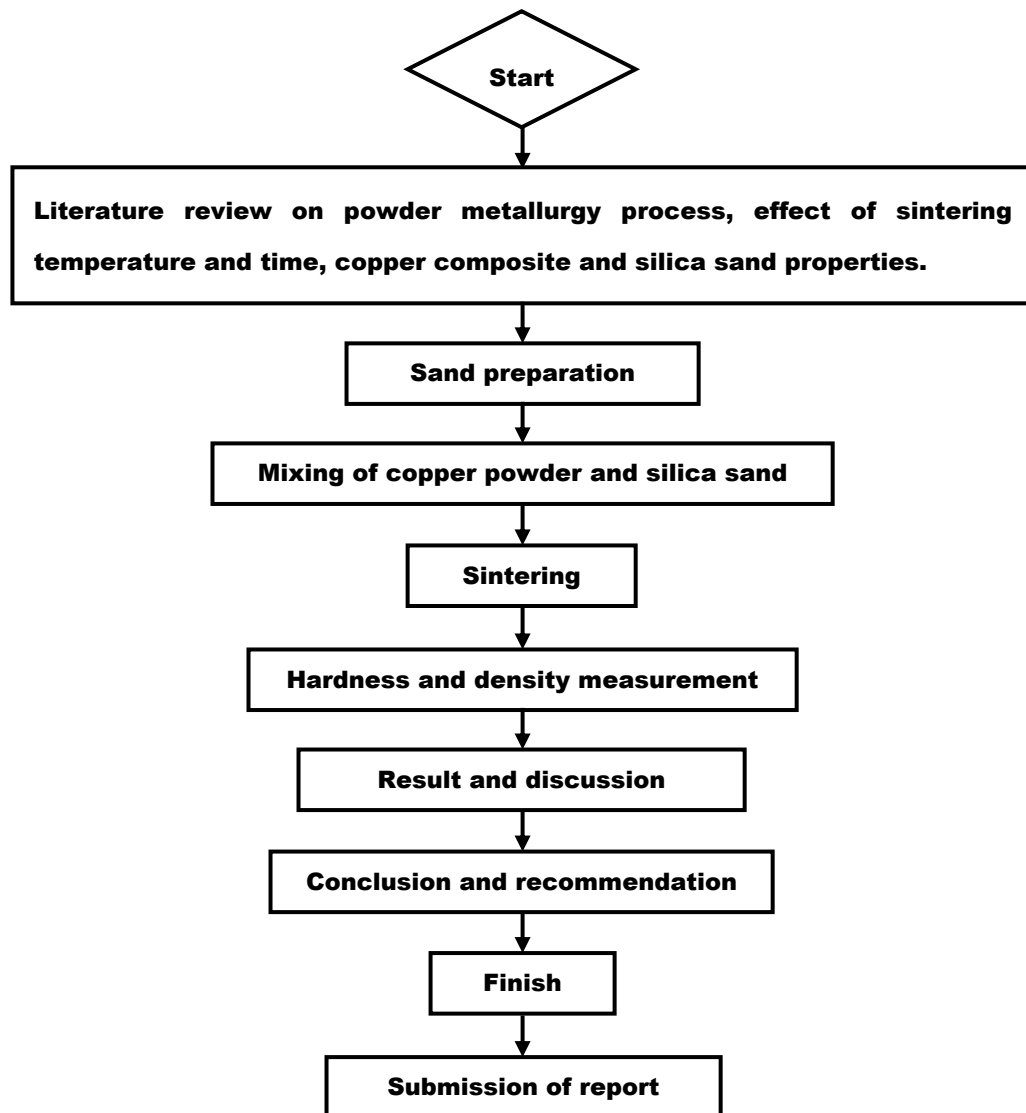 Start
Literature review on powder metallurgy process, effect of sintering
temperature and time, copper composite and silica sand properties.
Sand preparation
Mixing of copper powder and silica sand
Sintering
Hardness and density measurement
Result and discussion
Conclusion and recommendation
Finish
Submission of report